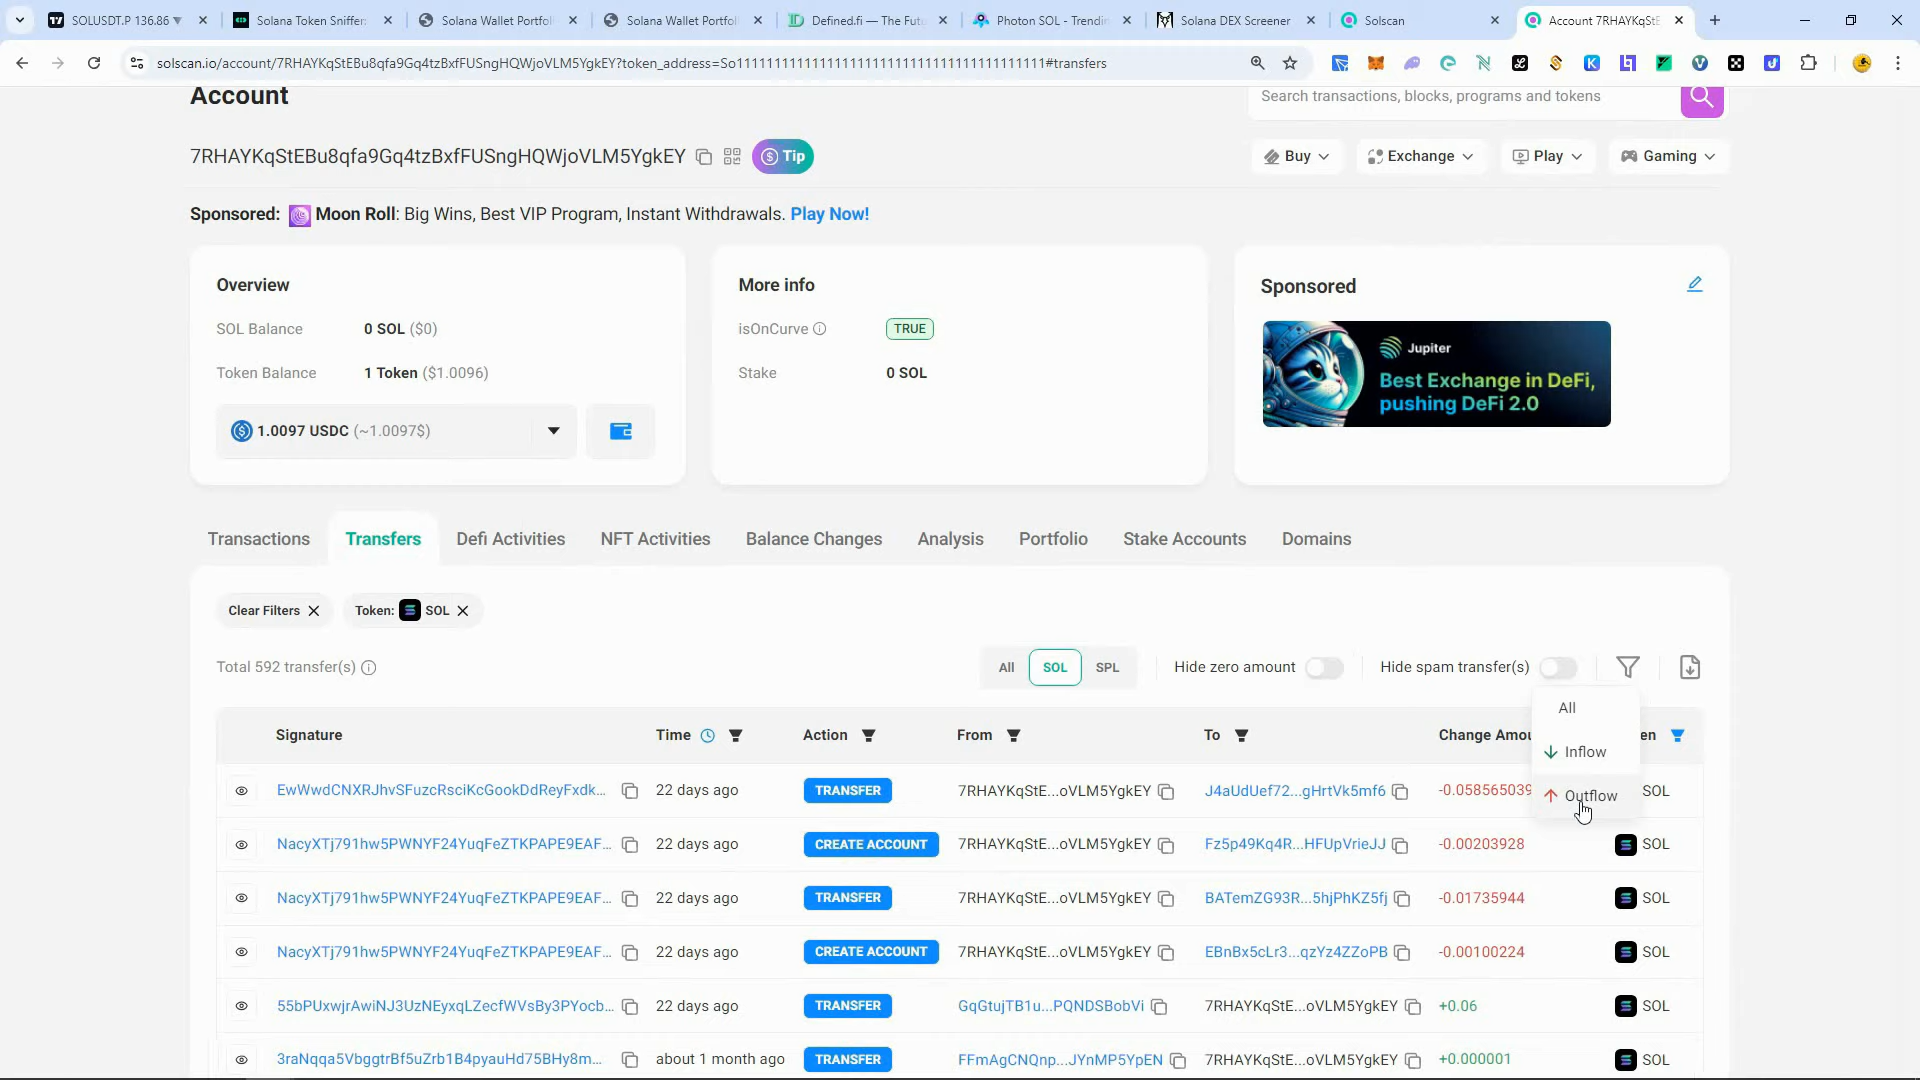 SOLUSDT.P 136.86
Solana Token Sniffer
Solana Wallet Portfol
Solana Wallet Portfol
Defined.fi — The Futu
Photon SOL - Trendin
Solana DEX Screener
Solscan
Account 7RHAYKqStE
solscan.io/account/7RHAYKqStEBu8qfa9Gq4tzBxfFUSngHQWjoVLM5YgkEY?token_address=So11111111111111111111111111111111111111111#transfers
Account
Search transactions, blocks, programs and tokens
7RHAYKqStEBu8qfa9Gq4tzBxfFUSngHQWjoVLM5YgkEY
Tip
Buy
Exchange
Play
Gaming
Sponsored: Moon Roll: Big Wins, Best VIP Program, Instant Withdrawals. Play Now!
Overview
SOL Balance 0 SOL ($0)
Token Balance 1 Token ($1.0096)
1.0097 USDC (~1.0097$)
More info
isOnCurve TRUE
Stake 0 SOL
Sponsored
Jupiter
Best Exchange in DeFi,
pushing DeFi 2.0
Transactions Transfers Defi Activities NFT Activities Balance Changes Analysis Portfolio Stake Accounts Domains
Clear Filters Token: SOL
Total 592 transfer(s)
All SOL SPL Hide zero amount Hide spam transfer(s)
All
Inflow
Outflow
Signature Time Action From To Change Amou en
EwWwdCNXRJhvSFuzcRsciKcGookDdReyFxdk... 22 days ago TRANSFER 7RHAYKqStE...oVLM5YgkEY J4aUdUef72...gHrtVk5mf6 -0.058565039 SOL
NacyXTj791hw5PWNYF24YuqFeZTKPAPE9EAF... 22 days ago CREATE ACCOUNT 7RHAYKqStE...oVLM5YgkEY Fz5p49Kq4R...HFUpVrieJJ -0.00203928 SOL
NacyXTj791hw5PWNYF24YuqFeZTKPAPE9EAF... 22 days ago TRANSFER 7RHAYKqStE...oVLM5YgkEY BATemZG93R...5hjPhKZ5fj -0.01735944 SOL
NacyXTj791hw5PWNYF24YuqFeZTKPAPE9EAF... 22 days ago CREATE ACCOUNT 7RHAYKqStE...oVLM5YgkEY EBnBx5cLr3...qzYz4ZZoPB -0.00100224 SOL
55bPUxwjrAwiNJ3UzNEyxqLZecfWVsBy3PYocb... 22 days ago TRANSFER GqGtujTB1u...PQNDSBobVi 7RHAYKqStE...oVLM5YgkEY +0.06 SOL
3raNqqa5VbggtrBf5uZrb1B4pyauHd75BHy8m... about 1 month ago TRANSFER FFmAgCNQnp...JYnMP5YpEN 7RHAYKqStE...oVLM5YgkEY +0.000001 SOL